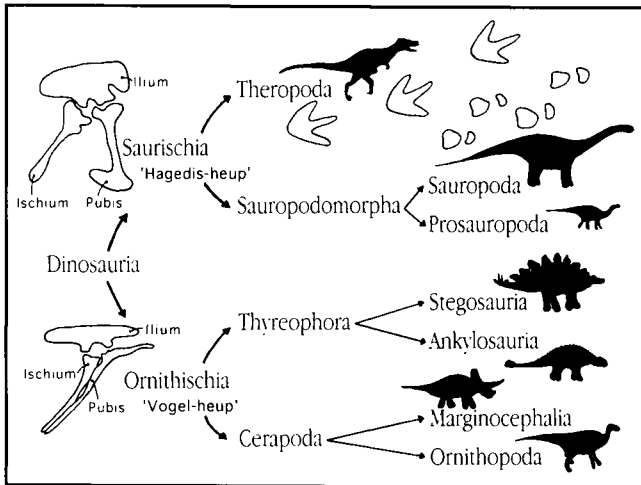 Ilium
Theropoda
Saurischia
'Hagedis-heup'
Ischium
Pubis
Sauropodomorpha
Sauropoda
Prosauropoda
Dinosauria
Ilium
Ischium
Pubis
Ornithischia
'Vogel-heup'
Thyreophora
Stegosauria
Ankylosauria
Cerapoda
Marginocephalia
Ornithopoda